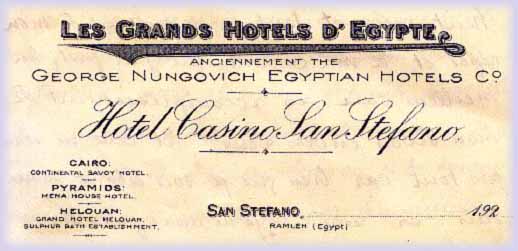 LES GRANDS HOTELS D'EGYPTE,
ANCIENNEMENT THE
GEORGE NUNGOVICH EGYPTIAN HOTELS Co
Hotel Casino San Stefano,
CAIRO:
CONTINENTAL SAVOY HOTEL.
PYRAMIDS:
MENA HOUSE HOTEL.
HELOUAN:
GRAND HOTEL HELOUAN,
SULPHUR BATH ESTABLISHMENT.
SAN STEFANO, 192
RAMLEH (Egypt)